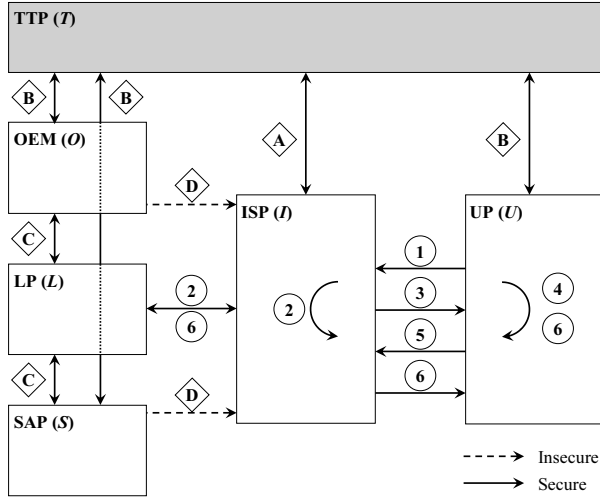 TTP (T)
B
B
A
B
OEM (O)
D
ISP (I)
UP (U)
C
1
LP (L)
2
3
4
2
6
5
6
C
6
D
SAP (S)
Insecure
Secure